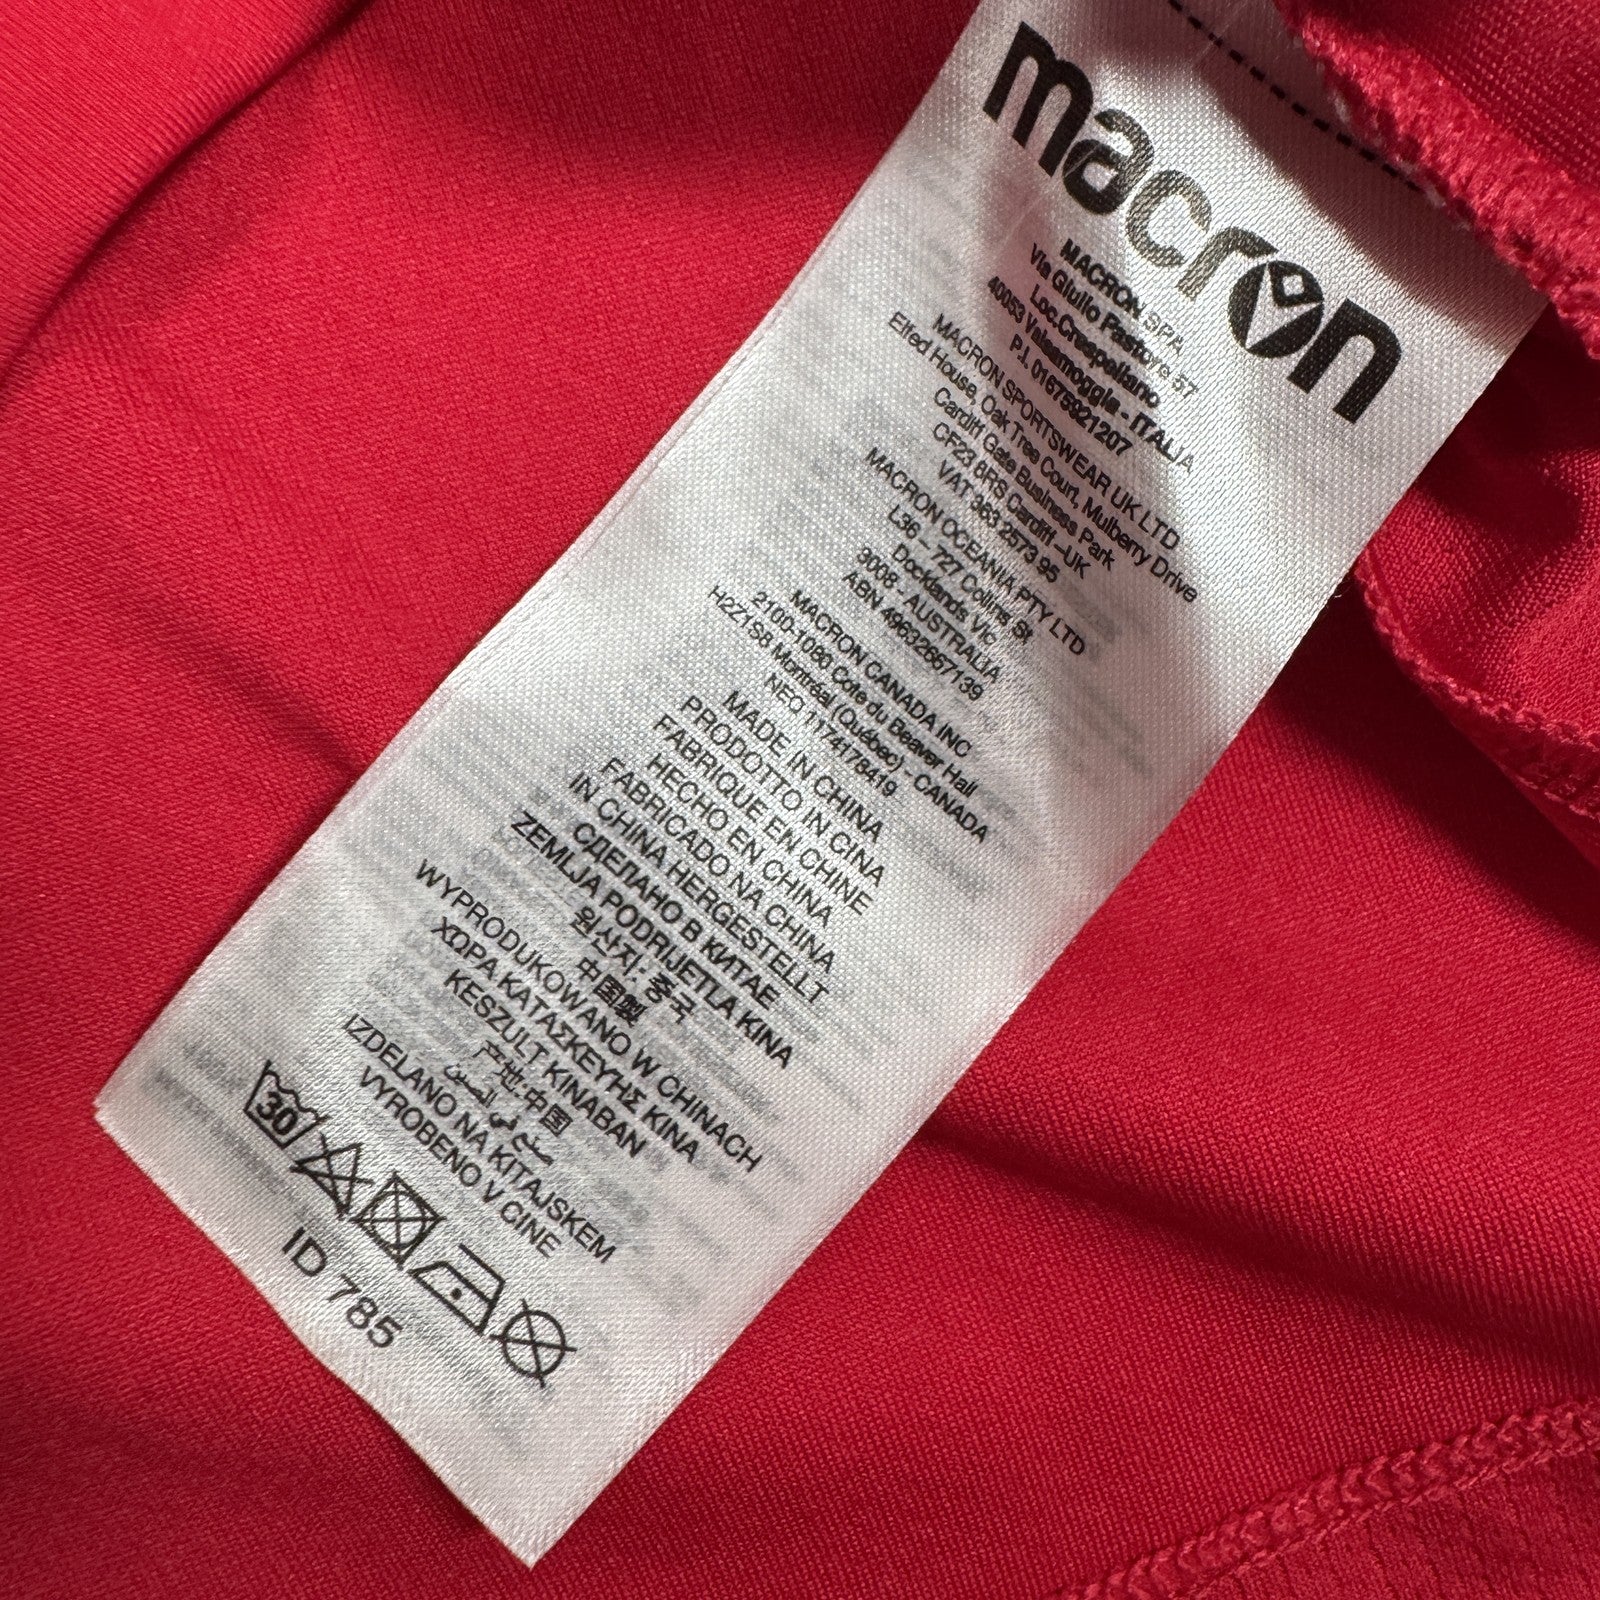 macron
MACRON SPA
Via Giulio Pastore 57
Loc.Crespellano
40053 Valsamoggia - ITALIA
P.I. 01675921207
MACRON SPORTSWEAR UK LTD
Elfed House, Oak Tree Court, Mulberry Drive
Cardiff Gate Business Park
CF23 8RS Cardiff -UK
VAT 363 2573 95
MACRON OCEANIA PTY LTD
L36 - 727 Collins St
Docklands Vic
3008 - AUSTRALIA
ABN 49632667139
MACRON CANADA INC
2100-1080 Cote du Beaver Hall
H2Z1S8 Montréal (Québec) - CANADA
NEQ 1174178419
MADE IN CHINA
PRODOTTO IN CINA
FABRIQUE EN CHINE
HECHO EN CHINA
FABRICADO NA CHINA
IN CHINA HERGESTELLT
СДЕЛАНО В КИТАЕ
ZEMLJA PODRIJETLA KINA
원산지: 중국
中国製
WYPRODUKOWANO W CHINACH
ΧΩΡΑ ΚΑΤΑΣΚΕΥΗΣ ΚΙΝΑ
KESZULT KINABAN
产地:中国
صنع في الصين
IZDELANO NA KITAJSKEM
VYROBENO V CINE
30
ID 785